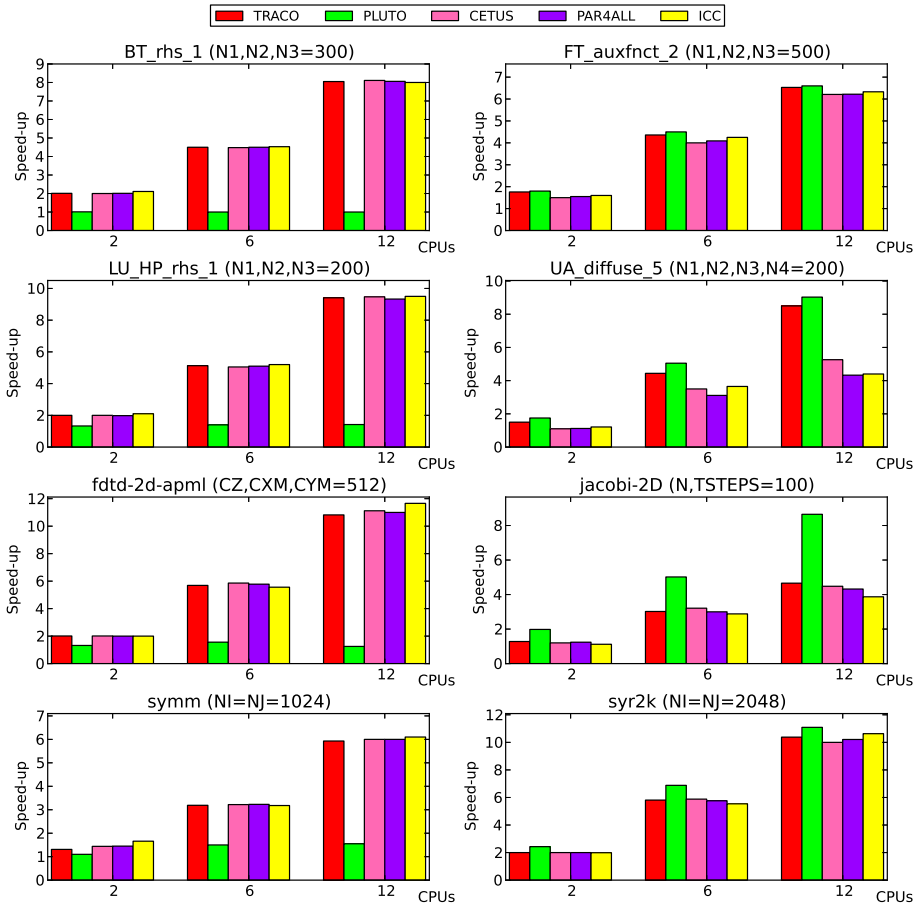 TRACO PLUTO CETUS PAR4ALL ICC
BT_rhs_1 (N1,N2,N3=300)
Speed-up
9
8
7
6
5
4
3
2
1
0
2 6 12 CPUs
FT_auxfnct_2 (N1,N2,N3=500)
Speed-up
7
6
5
4
3
2
1
0
2 6 12 CPUs
LU_HP_rhs_1 (N1,N2,N3=200)
Speed-up
10
8
6
4
2
0
2 6 12 CPUs
UA_diffuse_5 (N1,N2,N3,N4=200)
Speed-up
10
8
6
4
2
0
2 6 12 CPUs
fdtd-2d-apml (CZ,CXM,CYM=512)
Speed-up
12
10
8
6
4
2
0
2 6 12 CPUs
jacobi-2D (N,TSTEPS=100)
Speed-up
8
6
4
2
0
2 6 12 CPUs
symm (NI=NJ=1024)
Speed-up
7
6
5
4
3
2
1
0
2 6 12 CPUs
syr2k (NI=NJ=2048)
Speed-up
12
10
8
6
4
2
0
2 6 12 CPUs